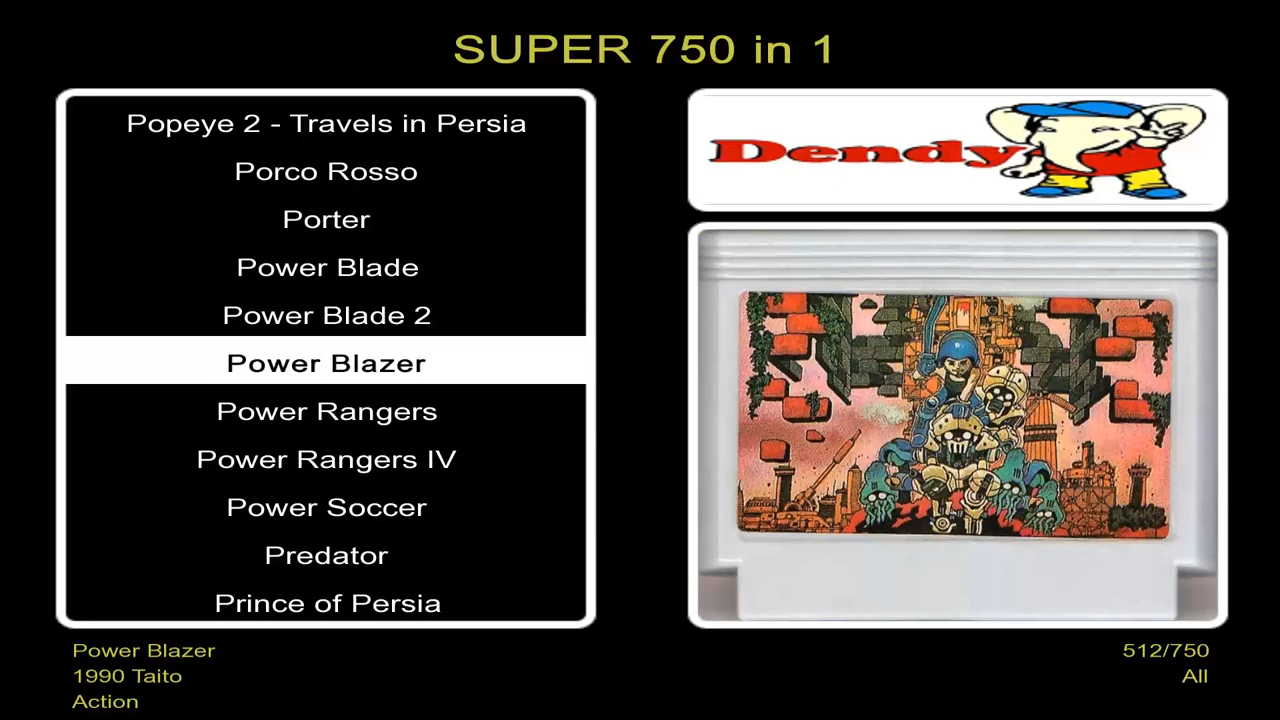 SUPER 750 in 1
Popeye 2 - Travels in Persia
Porco Rosso
Porter
Power Blade
Power Blade 2
Power Blazer
Power Rangers
Power Rangers IV
Power Soccer
Predator
Prince of Persia
Dendy
Power Blazer
1990 Taito
Action
512/750
All